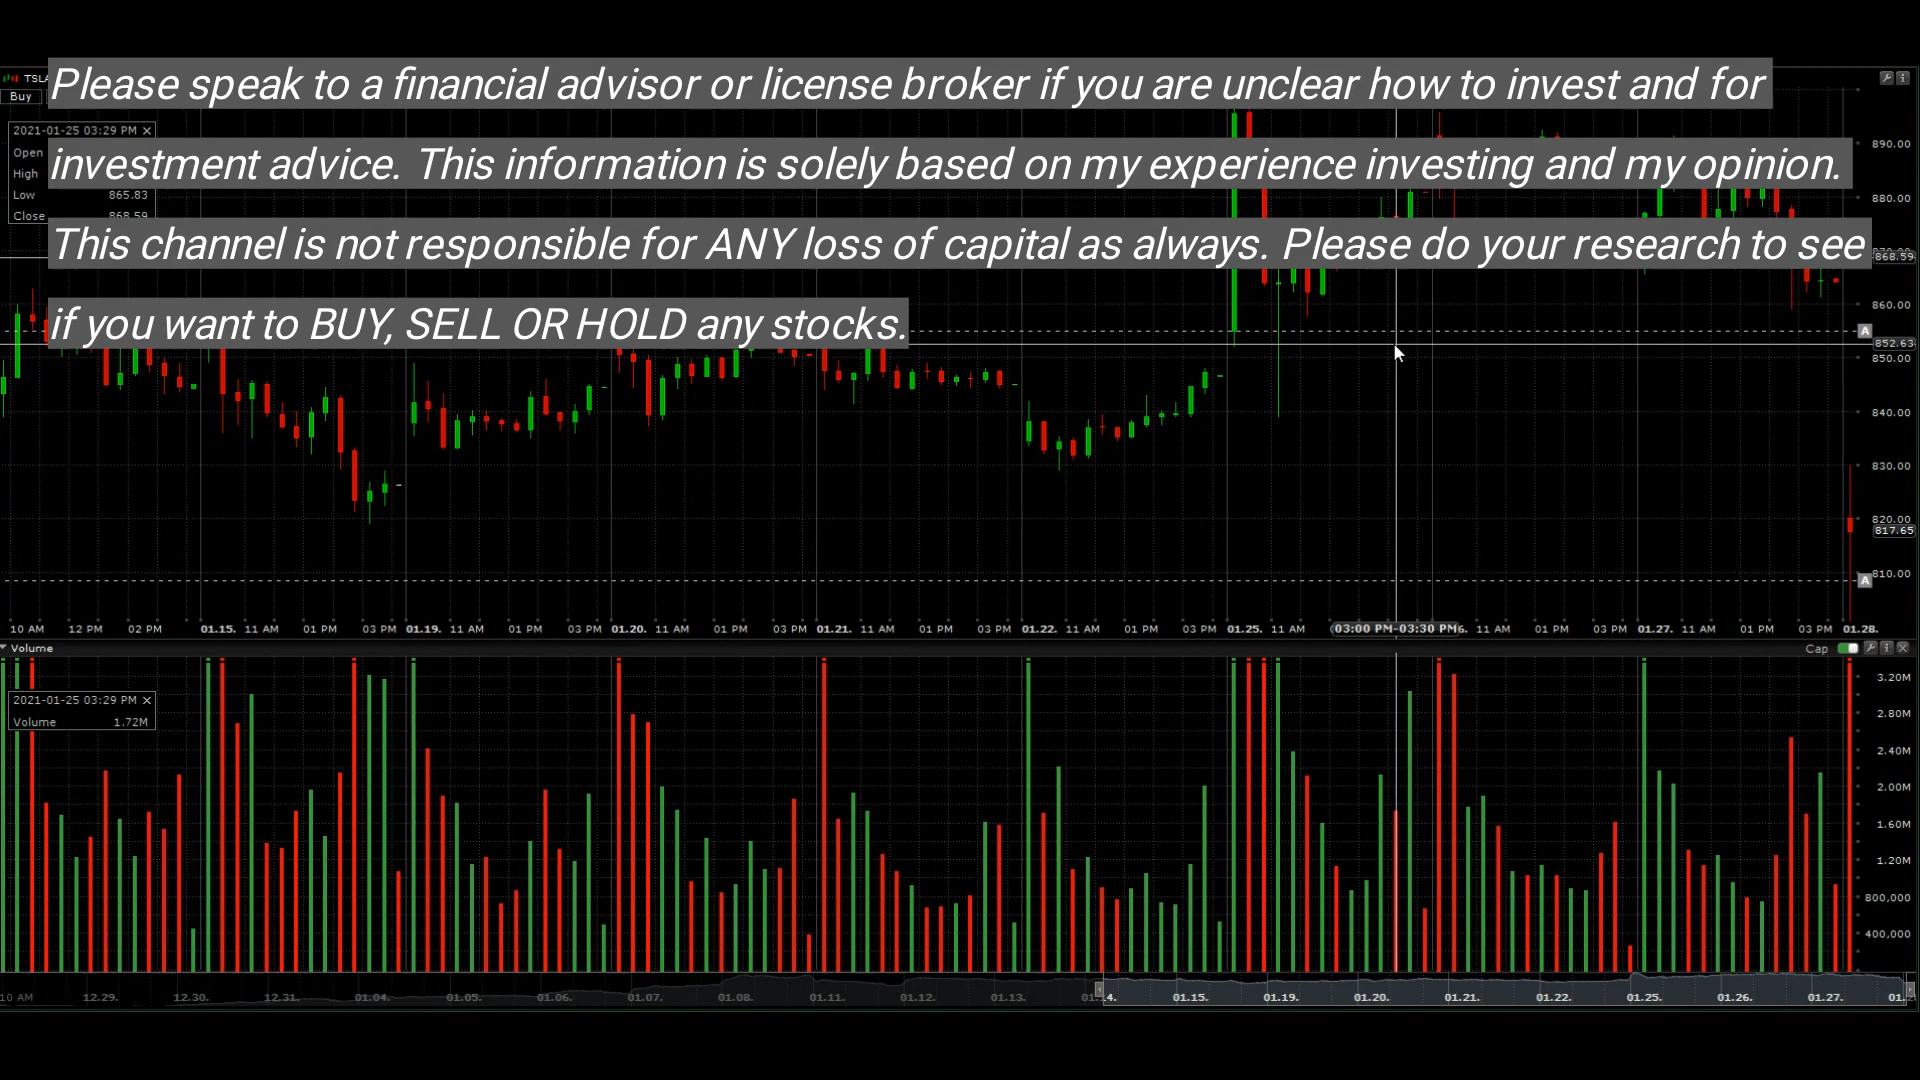 TSLA
Please speak to a financial advisor or license broker if you are unclear how to invest and for
Buy
2021-01-25 03:29 PM
Open
investment advice. This information is solely based on my experience investing and my opinion.
High
Low 865.83
Close 868.59
This channel is not responsible for ANY loss of capital as always. Please do your research to see
if you want to BUY, SELL OR HOLD any stocks.
890.00
880.00
868.59
860.00
A
852.63
850.00
840.00
830.00
820.00
817.65
A 810.00
10 AM 12 PM 02 PM 01.15. 11 AM 01 PM 03 PM 01.19. 11 AM 01 PM 03 PM 01.20. 11 AM 01 PM 03 PM 01.21. 11 AM 01 PM 03 PM 01.22. 11 AM 01 PM 03 PM 01.25. 11 AM 03:00 PM-03:30 PM 6. 11 AM 01 PM 03 PM 01.27. 11 AM 01 PM 03 PM 01.28.
Volume Cap
2021-01-25 03:29 PM
Volume 1.72M
3.20M
2.80M
2.40M
2.00M
1.60M
1.20M
800,000
400,000
10 AM 12.29. 12.30. 12.31. 01.04. 01.05. 01.06. 01.07. 01.08. 01.11. 01.12. 01.13. 4. 01.15. 01.19. 01.20. 01.21. 01.22. 01.25. 01.26. 01.27. 01.